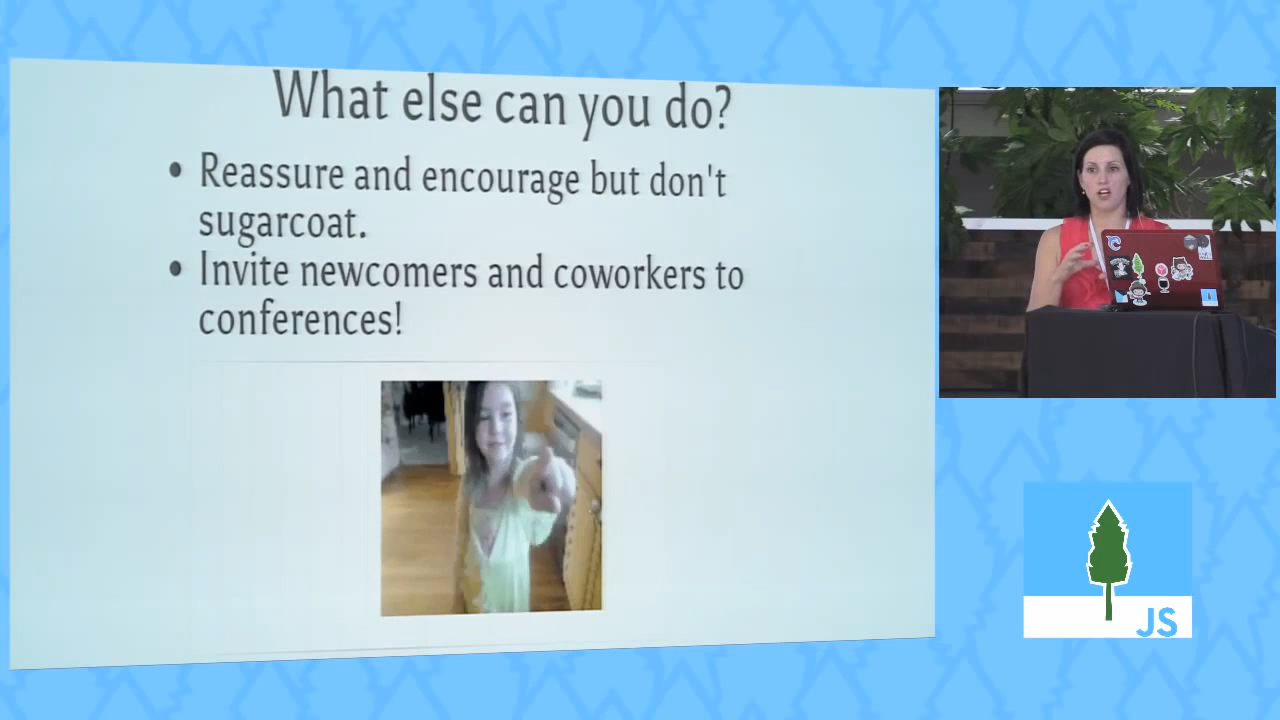 What else can you do?
• Reassure and encourage but don't
sugarcoat.
• Invite newcomers and coworkers to
conferences!
JS